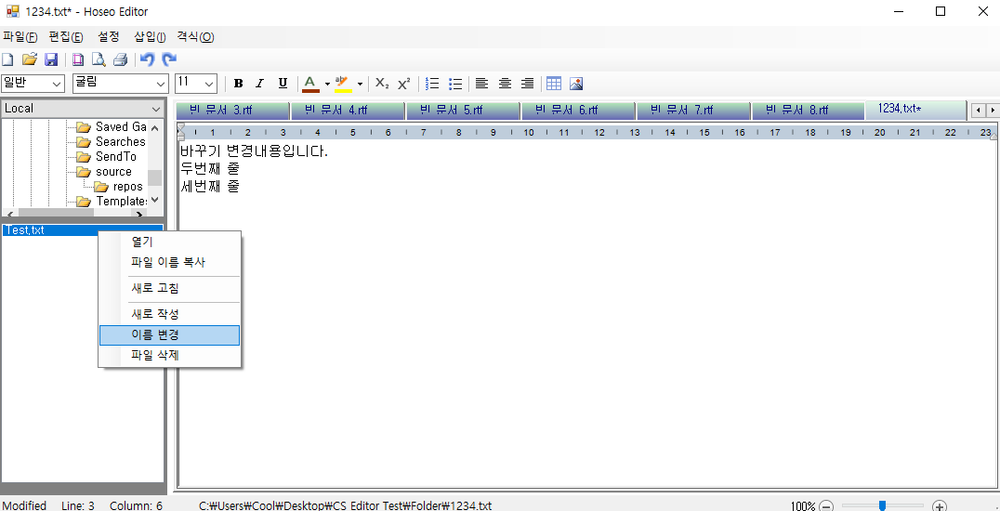 1234.txt* - Hoseo Editor
파일(F) 편집(E) 설정 삽입(I) 격식(O)
일반 굴림 11 B I U A X₂ X²
Local
Saved Ga
Searches
SendTo
source
repos
Template:
Test.txt
열기
파일 이름 복사
새로 고침
새로 작성
이름 변경
파일 삭제
빈 문서 3.rtf 빈 문서 4.rtf 빈 문서 5.rtf 빈 문서 6.rtf 빈 문서 7.rtf 빈 문서 8.rtf 1234.txt*
1 2 3 4 5 6 7 8 9 10 11 12 13 14 15 16 17 18 19 20 21 22 23
바꾸기 변경내용입니다.
두번째 줄
세번째 줄
Modified Line: 3 Column: 6 C:₩Users₩Cool₩Desktop₩CS Editor Test₩Folder₩1234.txt 100%